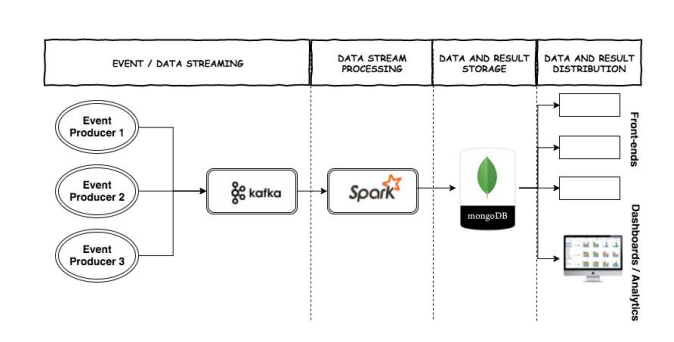 EVENT / DATA STREAMING
DATA STREAM
PROCESSING
DATA AND RESULT
STORAGE
DATA AND RESULT
DISTRIBUTION
Event
Producer 1
Event
Producer 2
Event
Producer 3
kafka
Spark
mongoDB
Front-ends
Dashboards / Analytics